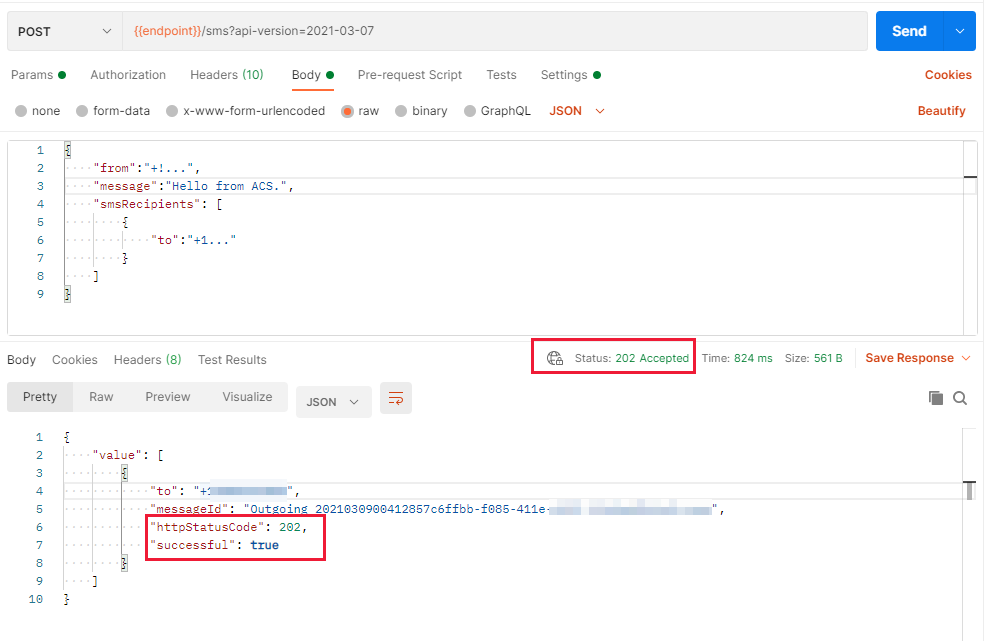 POST {{endpoint}}/sms?api-version=2021-03-07 Send
Params Authorization Headers (10) Body Pre-request Script Tests Settings Cookies
none form-data x-www-form-urlencoded raw binary GraphQL JSON Beautify
1 {
2 "from":"+!...",
3 "message":"Hello from ACS.",
4 "smsRecipients": [
5 {
6 "to":"+1..."
7 }
8 ]
9 }
Body Cookies Headers (8) Test Results Status: 202 Accepted Time: 824 ms Size: 561 B Save Response
Pretty Raw Preview Visualize JSON
1 {
2 "value": [
3 {
4 "to": "+1",
5 "messageId": "Outgoing_2021030900412857c6ffbb-f085-411e-",
6 "httpStatusCode": 202,
7 "successful": true
8 }
9 ]
10 }